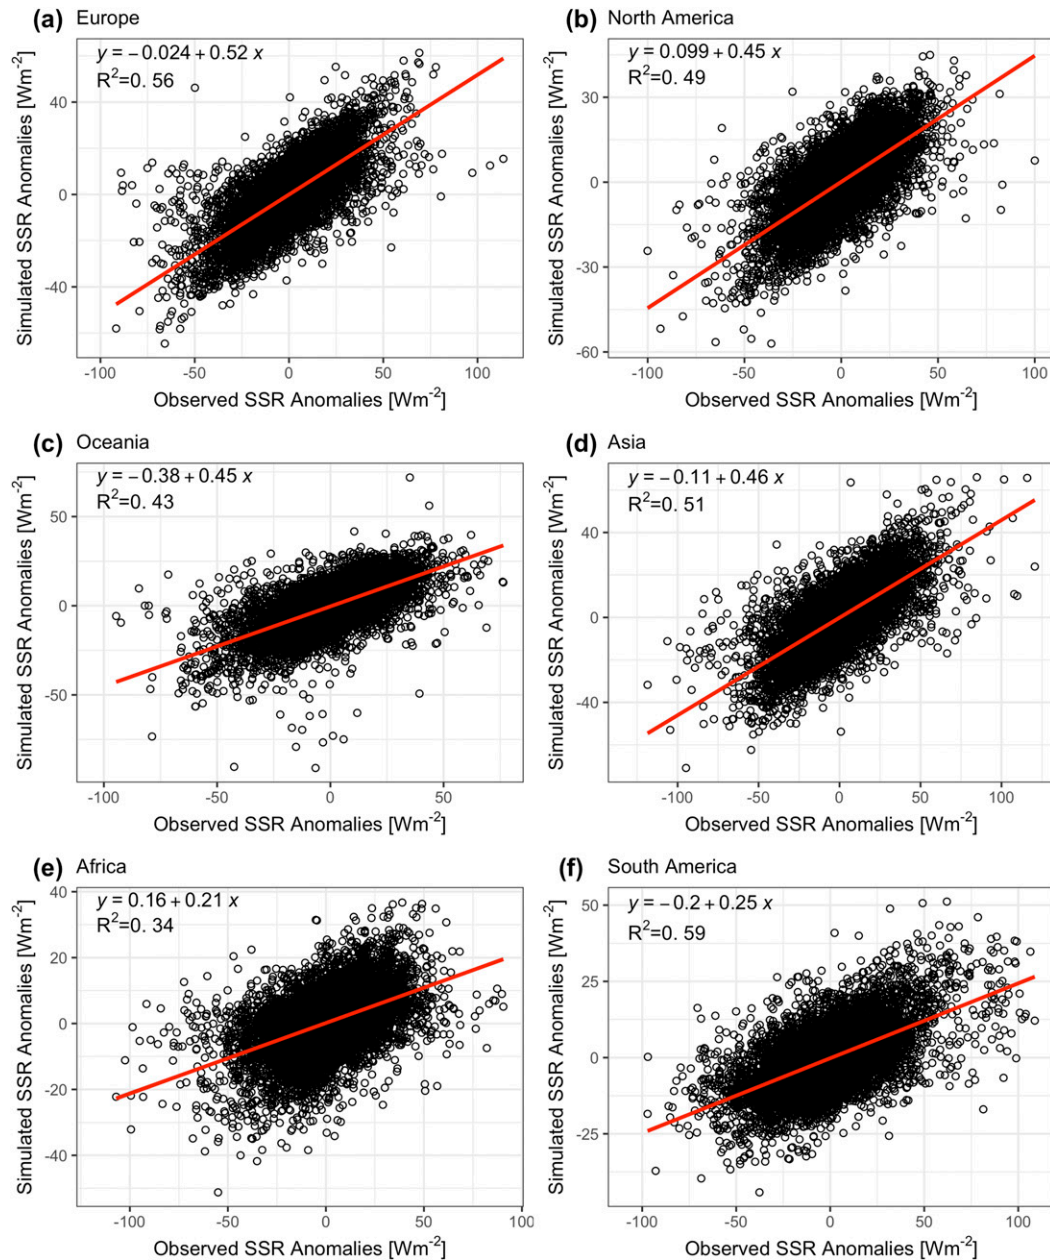 (a) Europe
y = −0.024 + 0.52 x
R²=0. 56
40
0
-40
Simulated SSR Anomalies [Wm⁻²]
-100 -50 0 50 100
Observed SSR Anomalies [Wm⁻²]
(b) North America
y = 0.099 + 0.45 x
R²=0. 49
30
0
-30
-60
Simulated SSR Anomalies [Wm⁻²]
-100 -50 0 50 100
Observed SSR Anomalies [Wm⁻²]
(c) Oceania
y = −0.38 + 0.45 x
R²=0. 43
50
0
-50
Simulated SSR Anomalies [Wm⁻²]
-100 -50 0 50
Observed SSR Anomalies [Wm⁻²]
(d) Asia
y = −0.11 + 0.46 x
R²=0. 51
40
0
-40
Simulated SSR Anomalies [Wm⁻²]
-100 -50 0 50 100
Observed SSR Anomalies [Wm⁻²]
(e) Africa
y = 0.16 + 0.21 x
R²=0. 34
40
20
0
-20
-40
Simulated SSR Anomalies [Wm⁻²]
-100 -50 0 50 100
Observed SSR Anomalies [Wm⁻²]
(f) South America
y = −0.2 + 0.25 x
R²=0. 59
50
25
0
-25
Simulated SSR Anomalies [Wm⁻²]
-100 -50 0 50 100
Observed SSR Anomalies [Wm⁻²]